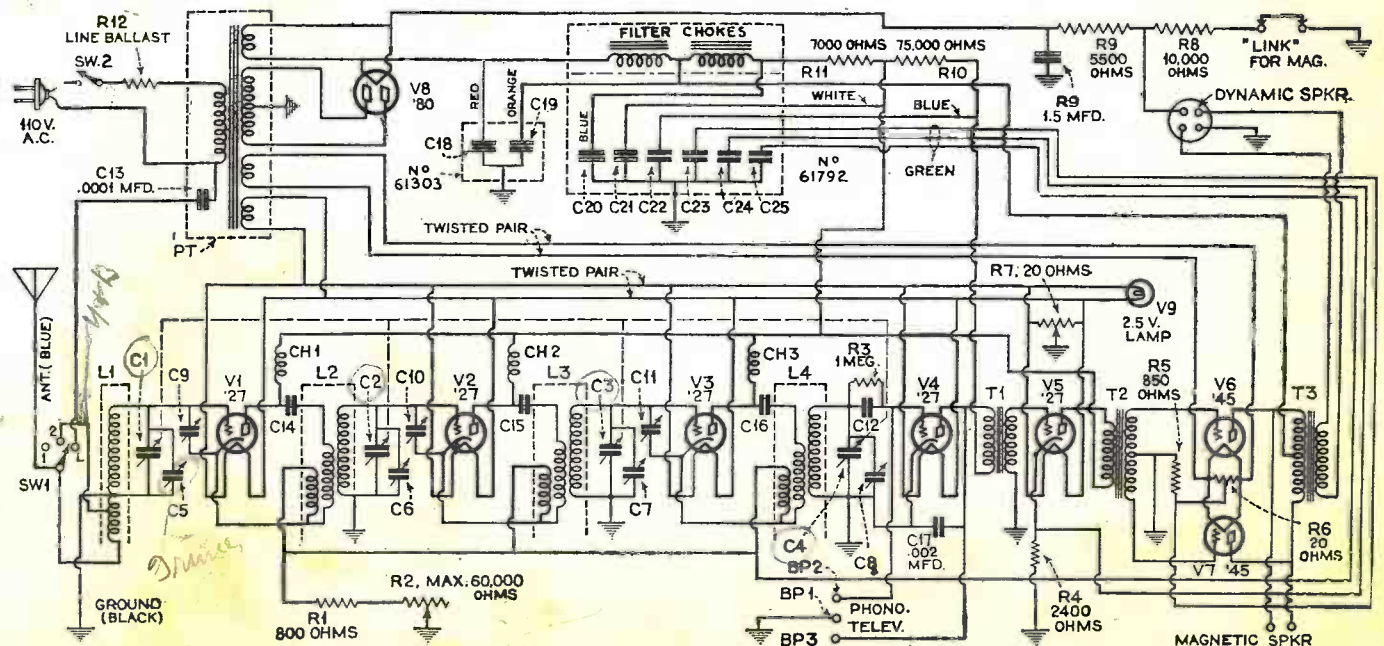 R12
LINE BALLAST
SW.2
110 V.
A.C.
C13
.0001 MFD.
PT
V8
'80
RED
ORANGE
C19
C18
Nº
61303
FILTER CHOKES
BLUE
C20
C21
C22
C23
C24
C25
Nº
61792
7000 OHMS
R11
75,000 OHMS
R10
WHITE
BLUE
GREEN
R9
5500
OHMS
R8
10,000
OHMS
"LINK"
FOR MAG.
R9
1.5 MFD.
DYNAMIC SPKR.
TWISTED PAIR
TWISTED PAIR
R7, 20 OHMS
V9
2.5 V.
LAMP
ANT. (BLUE)
1
2
SW1
L1
C1
C9
C5
V1
'27
CH1
C14
L2
C2
C10
C6
V2
'27
CH2
C15
L3
C3
C11
C7
V3
'27
CH3
C16
L4
R3
1 MEG.
C12
C4
C8
V4
'27
C17
.002
MFD.
T1
V5
'27
T2
R5
850
OHMS
V6
'45
T3
R6
20
OHMS
V7 '45
GROUND
(BLACK)
R1
800 OHMS
R2, MAX. 60,000
OHMS
BP2
BP1
BP3
PHONO.
TELEV.
R4
2400
OHMS
MAGNETIC SPKR